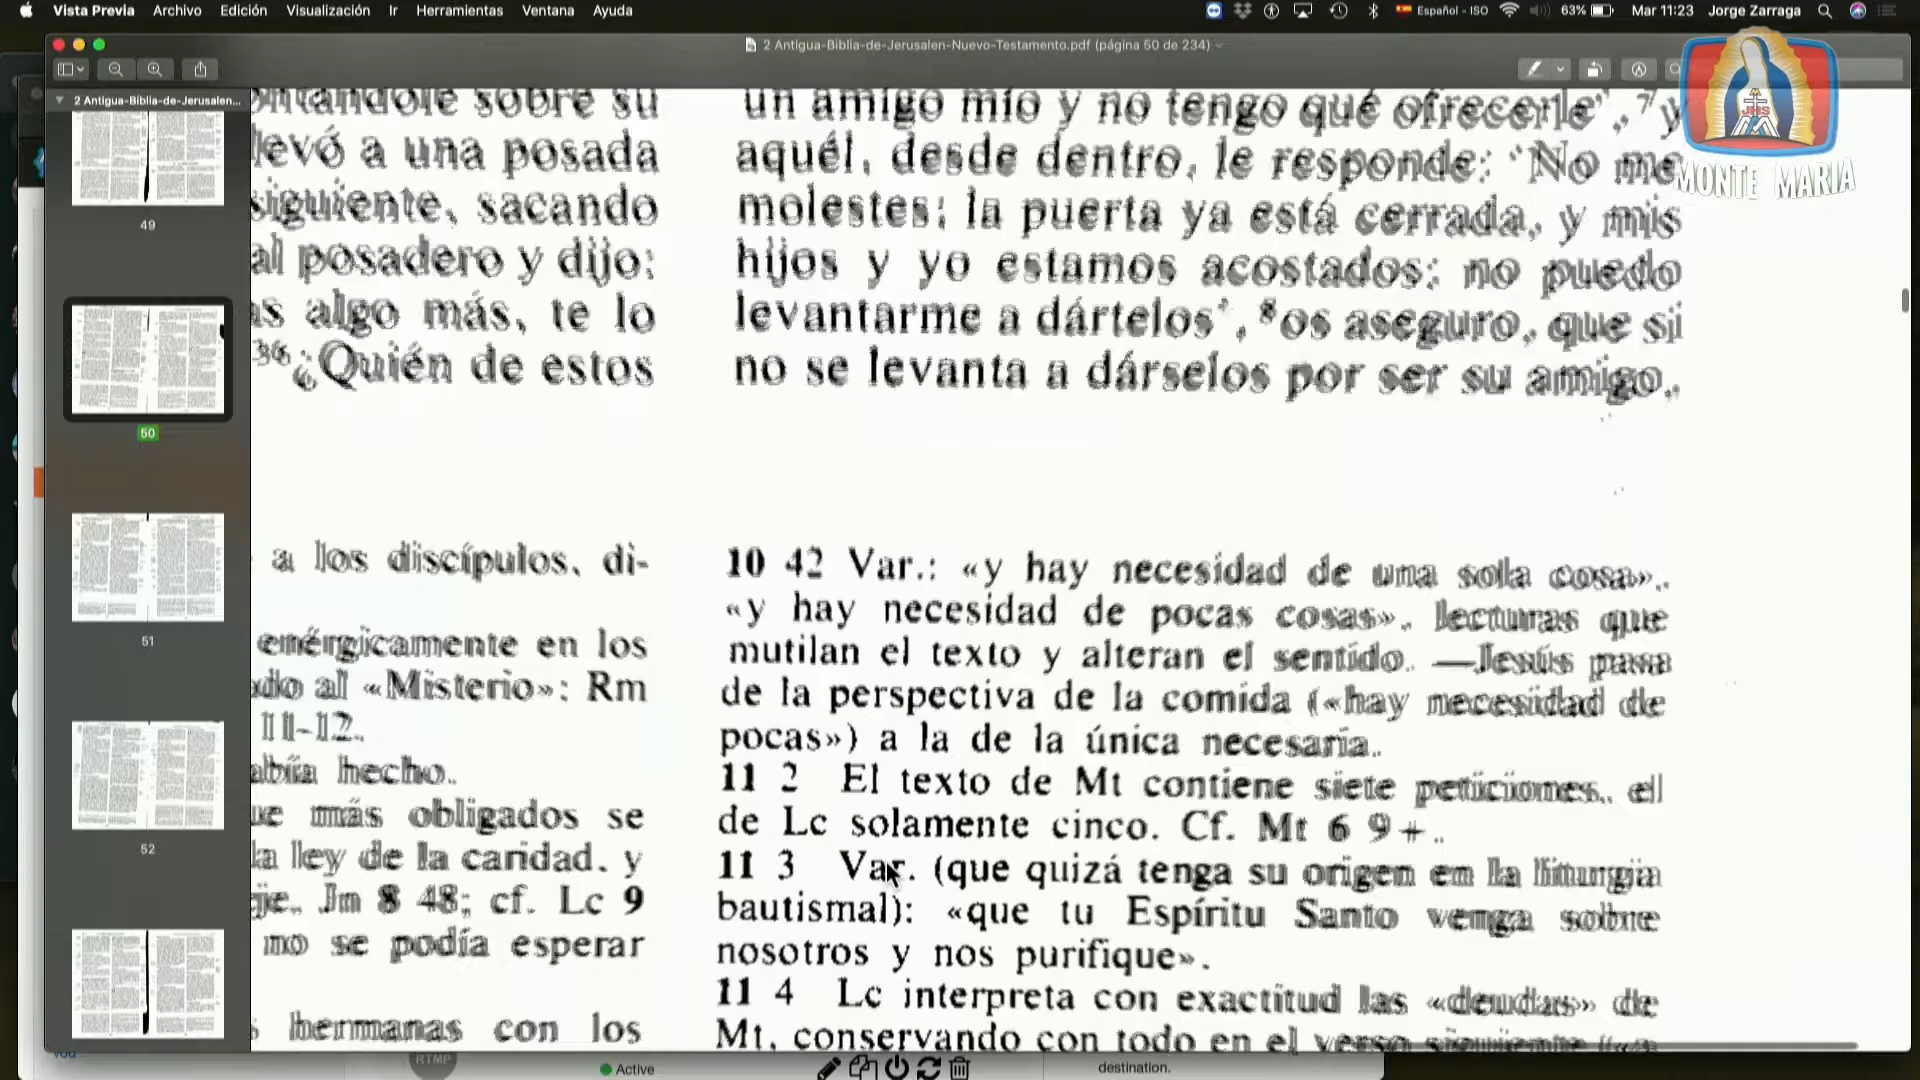 Vista Previa Archivo Edición Visualización Ir Herramientas Ventana Ayuda
Español - ISO 63% Mar 11:23 Jorge Zarraga
2 Antigua-Biblia-de-Jerusalen-Nuevo-Testamento.pdf (página 50 de 234)
2 Antigua-Biblia-de-Jerusalen...
49
50
51
52
MONTE MARIA
JHS
sobre su
levó a una posada
siguiente, sacando
al posadero y dijo:
as algo más, te lo
36 ¿Quién de estos
un amigo mío y no tengo qué ofrecerle", 7 y
aquél, desde dentro, le responde: 'No me
molestes; la puerta ya está cerrada, y mis
hijos y yo estamos acostados; no puedo
levantarme a dártelos', 8 os aseguro, que si
no se levanta a dárselos por ser su amigo,
a los discípulos, di-
enérgicamente en los
do al «Misterio»: Rm
11-12.
abía hecho.
ue más obligados se
la ley de la caridad, y
je. Jn 8 48; cf. Lc 9
no se podía esperar
hermanas con los
10 42 Var.: «y hay necesidad de una sola cosa»,
«y hay necesidad de pocas cosas», lecturas que
mutilan el texto y alteran el sentido. —Jesús pasa
de la perspectiva de la comida («hay necesidad de
pocas») a la de la única necesaria.
11 2 El texto de Mt contiene siete peticiones, el
de Lc solamente cinco. Cf. Mt 6 9+.
11 3 Var. (que quizá tenga su origen en la liturgia
bautismal): «que tu Espíritu Santo venga sobre
nosotros y nos purifique».
11 4 Lc interpreta con exactitud las «deudas» de
Mt, conservando con todo en el verso siguiente
RTMP
Active
destination.